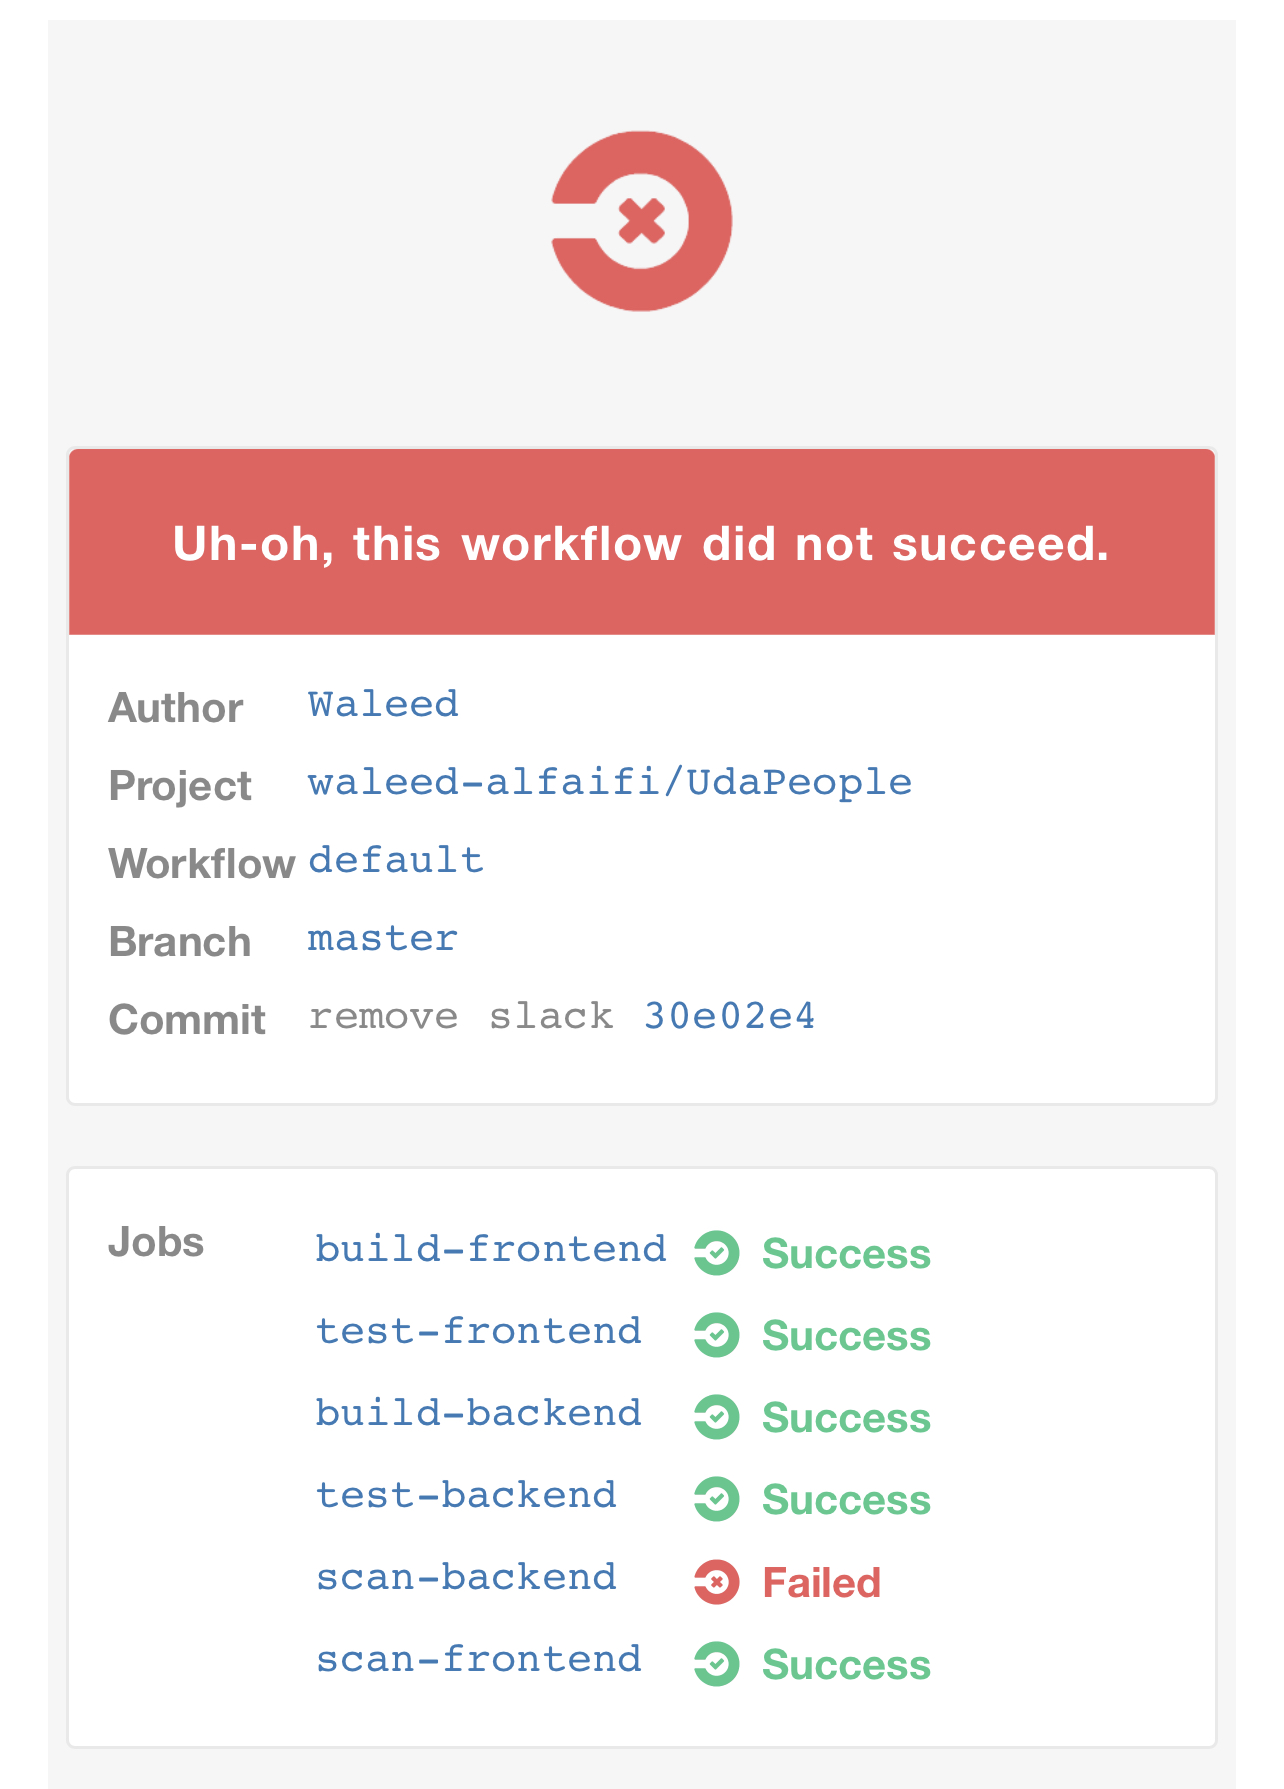 Uh-oh, this workflow did not succeed.
Author Waleed
Project waleed-alfaifi/UdaPeople
Workflow default
Branch master
Commit remove slack 30e02e4
Jobs build-frontend Success
test-frontend Success
build-backend Success
test-backend Success
scan-backend Failed
scan-frontend Success